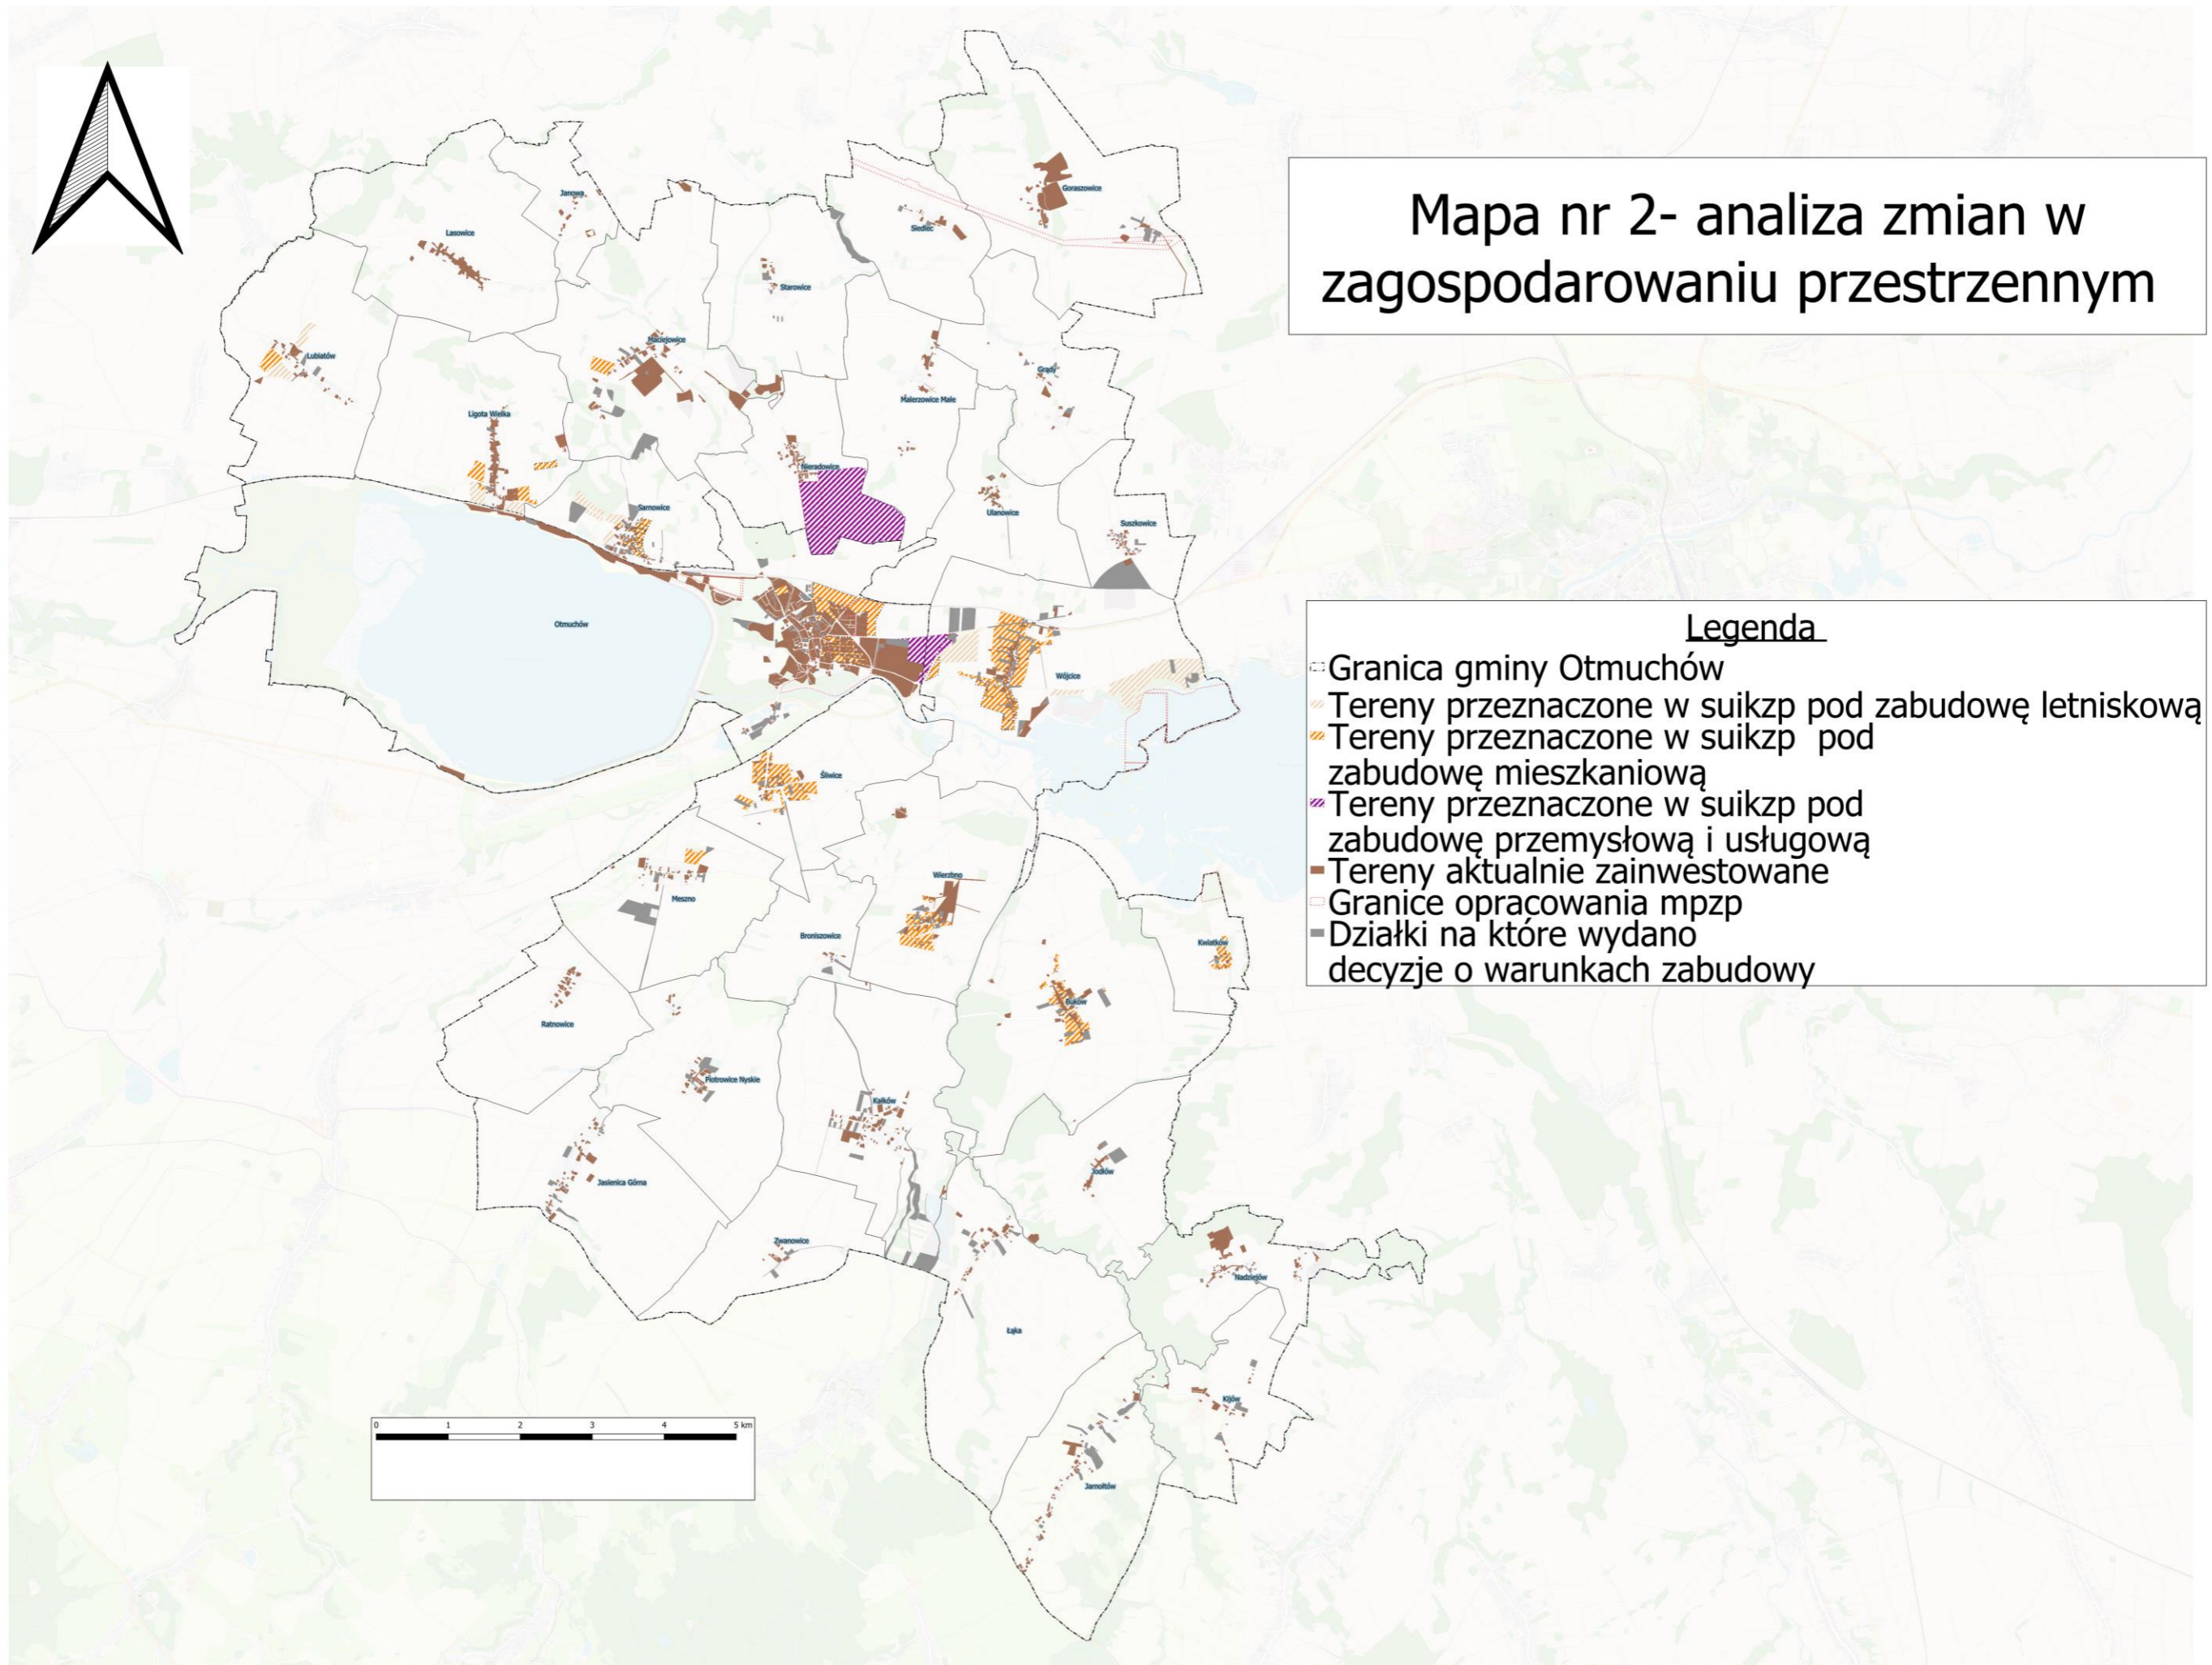 Mapa nr 2- analiza zmian w
zagospodarowaniu przestrzennym
Janowa
Goraszowice
Lasowice
Siedlec
Starowice
Maciejowice
Lubiatów
Grądy
Malerzowice Małe
Ligota Wielka
Nieradowice
Sarnowice
Ulanowice
Suszkowice
Otmuchów
Wójcice
Śliwice
Meszno
Wierzbno
Broniszowice
Kwiatków
Buków
Ratnowice
Piotrowice Nyskie
Kałków
Jodłów
Jasienica Górna
Zwanowice
Nadziejów
Łąka
Kijów
Jarnołtów
Legenda
Granica gminy Otmuchów
Tereny przeznaczone w suikzp pod zabudowę letniskową
Tereny przeznaczone w suikzp pod
zabudowę mieszkaniową
Tereny przeznaczone w suikzp pod
zabudowę przemysłową i usługową
Tereny aktualnie zainwestowane
Granice opracowania mpzp
Działki na które wydano
decyzje o warunkach zabudowy
0 1 2 3 4 5 km